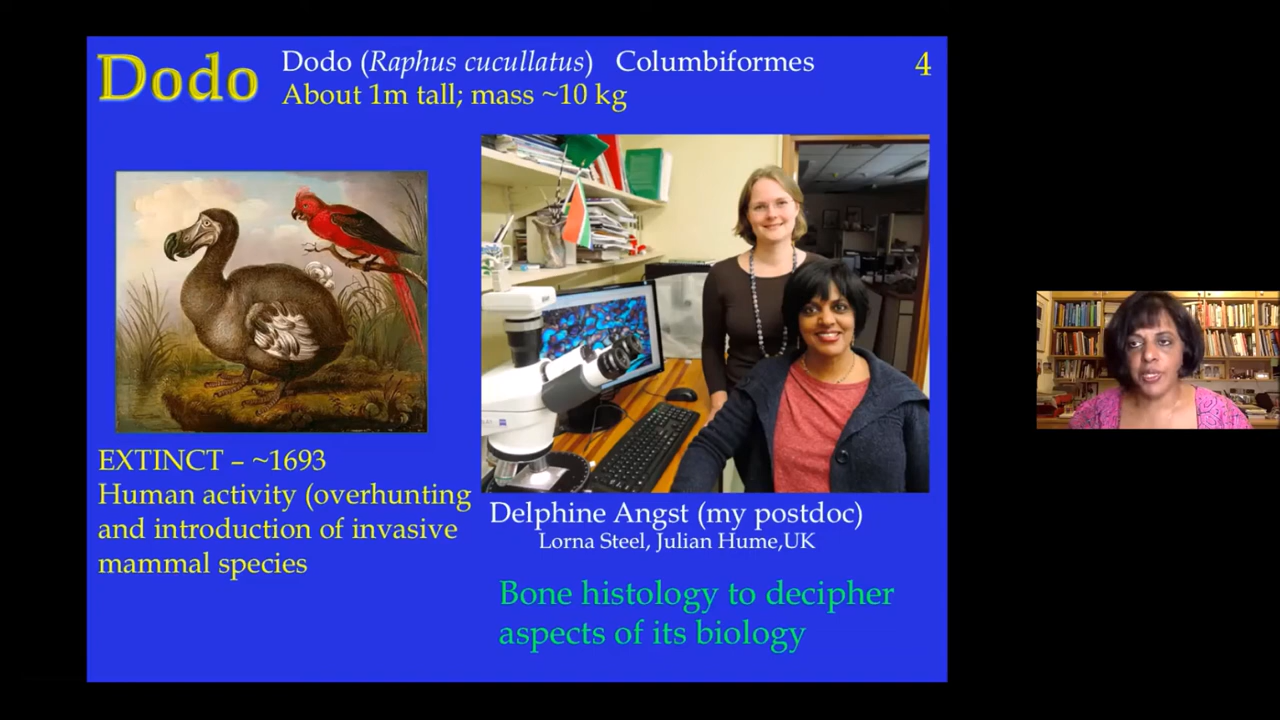 Dodo
Dodo (Raphus cucullatus) Columbiformes
4
About 1m tall; mass ~10 kg
EXTINCT – ~1693
Human activity (overhunting
and introduction of invasive
mammal species
Delphine Angst (my postdoc)
Lorna Steel, Julian Hume,UK
Bone histology to decipher
aspects of its biology